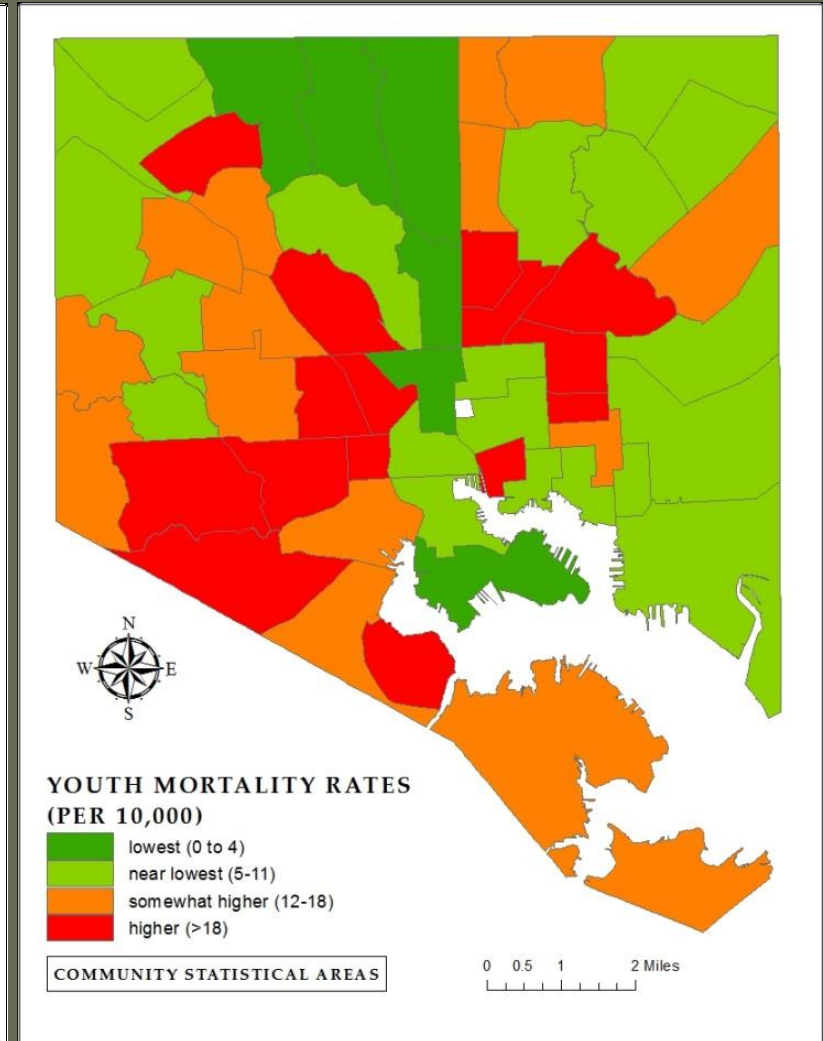 N
W E
S
YOUTH MORTALITY RATES
(PER 10,000)
lowest (0 to 4)
near lowest (5-11)
somewhat higher (12-18)
higher (>18)
COMMUNITY STATISTICAL AREAS
0 0.5 1 2 Miles